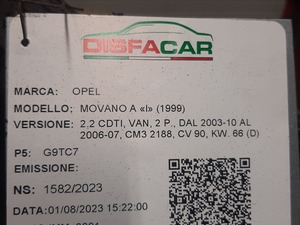 DISFACAR
MARCA: OPEL
MODELLO: MOVANO A «I» (1999)
VERSIONE: 2.2 CDTI, VAN, 2 P., DAL 2003-10 AL
2006-07, CM3 2188, CV 90, KW. 66 (D)
P5: G9TC7
EMISSIONE:
NS: 1582/2023
DATA:01/08/2023 15:22:00